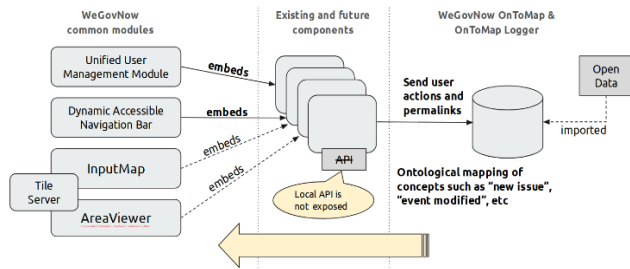 WeGovNow
common modules
Existing and future
components
WeGovNow OnToMap &
OnToMap Logger
Unified User
Management Module
embeds
Dynamic Accessible
Navigation Bar
embeds
InputMap
embeds
Tile
Server
AreaViewer
embeds
API
Local API is
not exposed
Send user
actions and
permalinks
Open
Data
imported
Ontological mapping of
concepts such as "new issue",
"event modified", etc